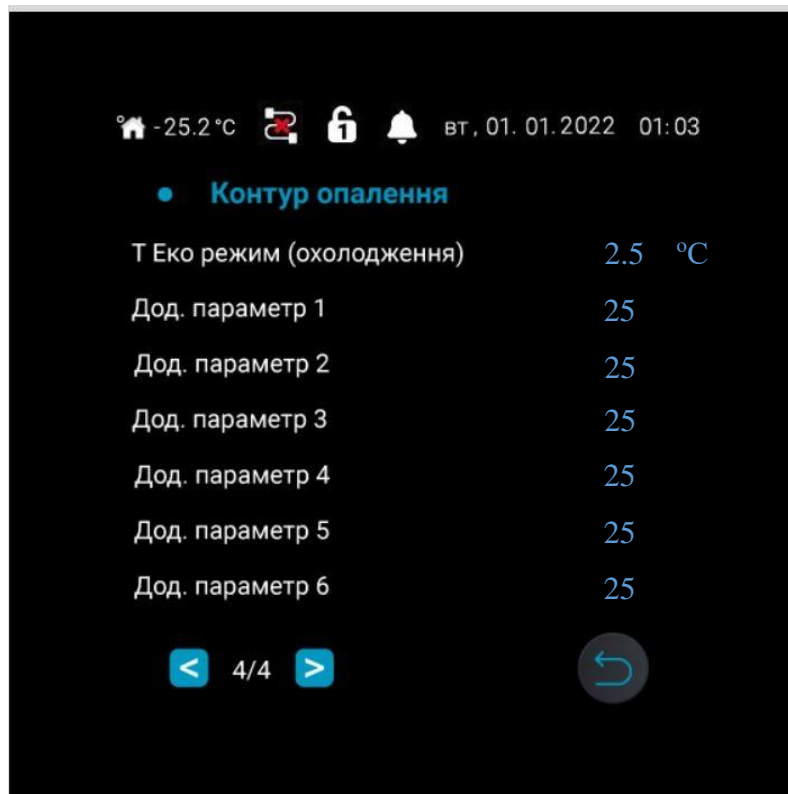 -25.2°C 1 вт, 01. 01. 2022 01:03
• Контур опалення
Т Еко режим (охолодження) 2.5 °C
Дод. параметр 1 25
Дод. параметр 2 25
Дод. параметр 3 25
Дод. параметр 4 25
Дод. параметр 5 25
Дод. параметр 6 25
< 4/4 >